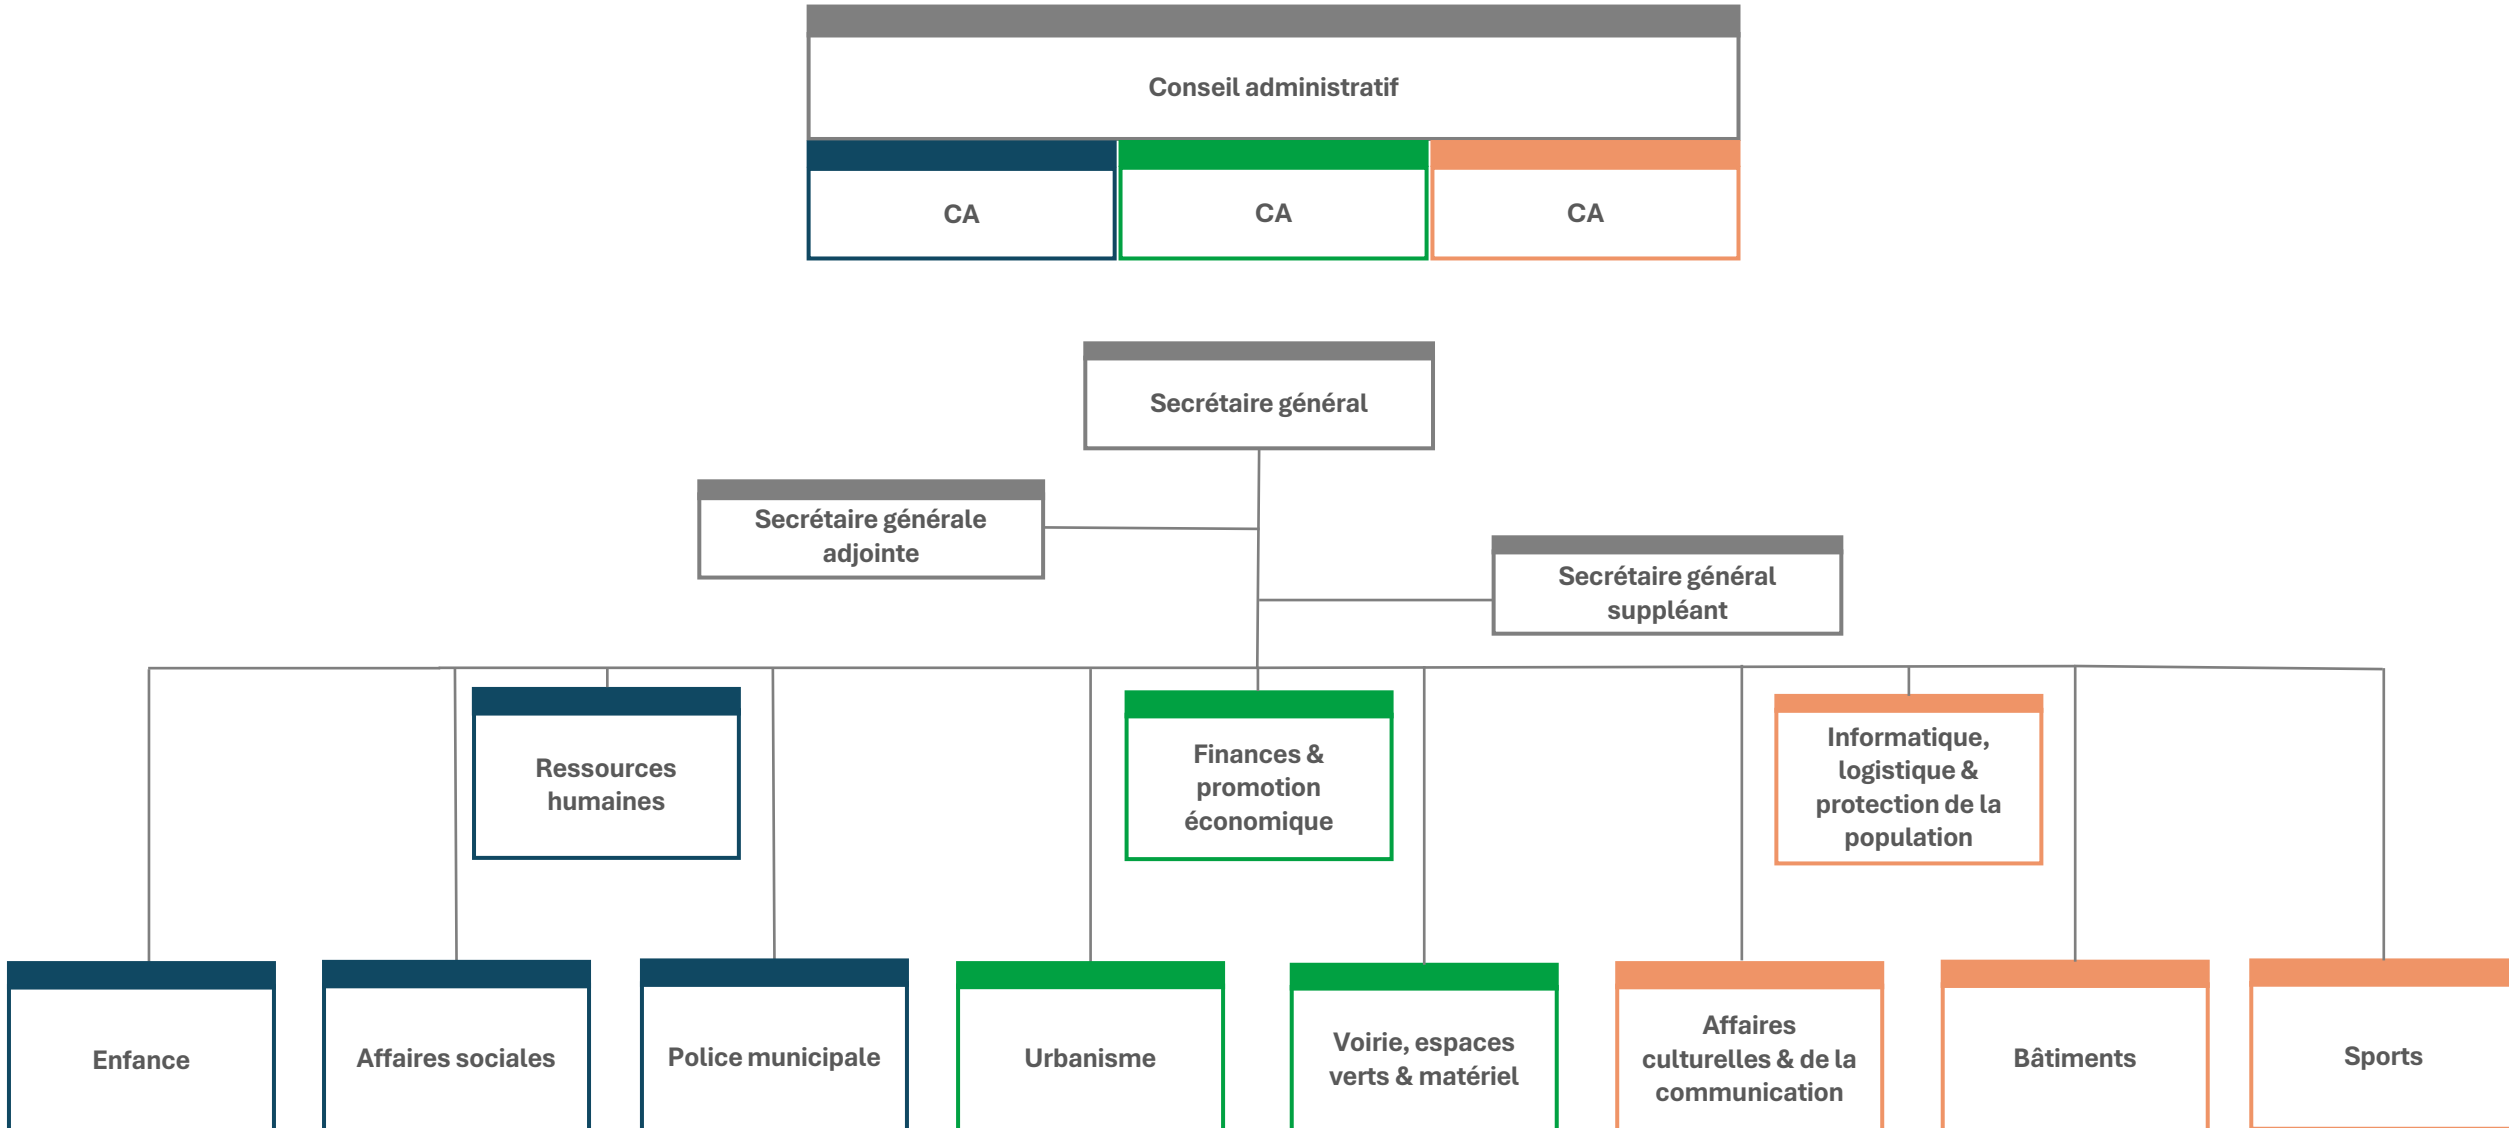 Conseil administratif
CA
CA
CA
Secrétaire général
Secrétaire générale
adjointe
Secrétaire général
suppléant
Ressources
humaines
Finances &
promotion
économique
Informatique,
logistique &
protection de la
population
Enfance
Affaires sociales
Police municipale
Urbanisme
Voirie, espaces
verts & matériel
Affaires
culturelles & de la
communication
Bâtiments
Sports